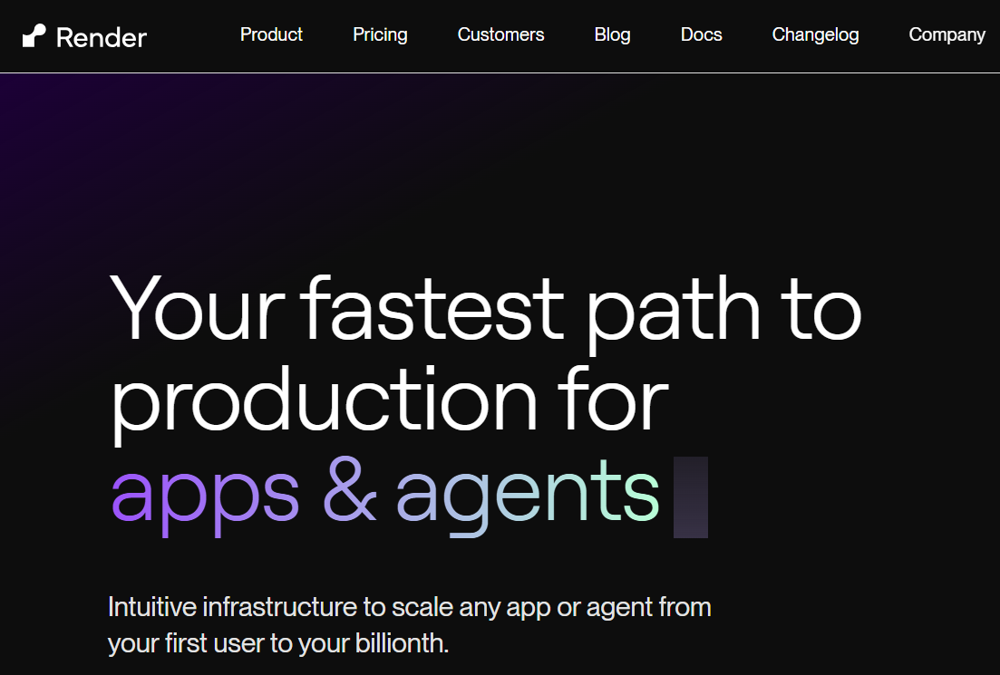 Render Product Pricing Customers Blog Docs Changelog Company
Your fastest path to
production for
apps & agents
Intuitive infrastructure to scale any app or agent from
your first user to your billionth.